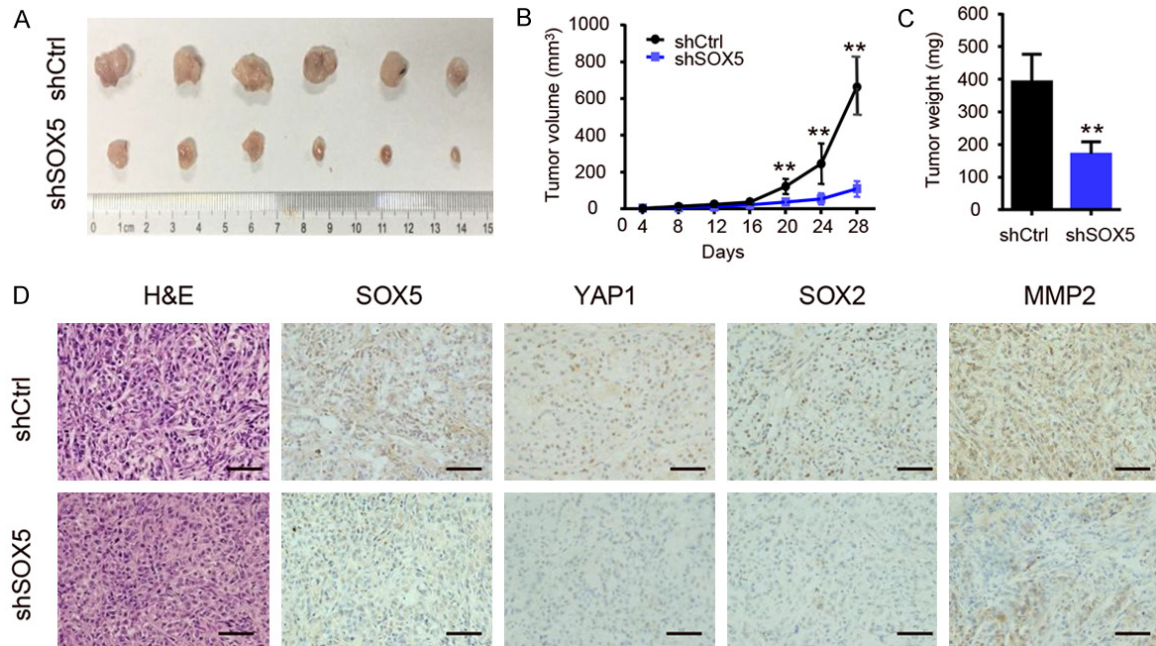 A
shCtrl
shSOX5
0 1cm 2 3 4 5 6 7 8 9 10 11 12 13 14 15
B
Tumor volume (mm³)
1000
800
600
400
200
0
0 4 8 12 16 20 24 28
Days
shCtrl
shSOX5
** ** **
C
Tumor weight (mg)
600
500
400
300
200
100
0
**
shCtrl shSOX5
D H&E SOX5 YAP1 SOX2 MMP2
shCtrl
shSOX5